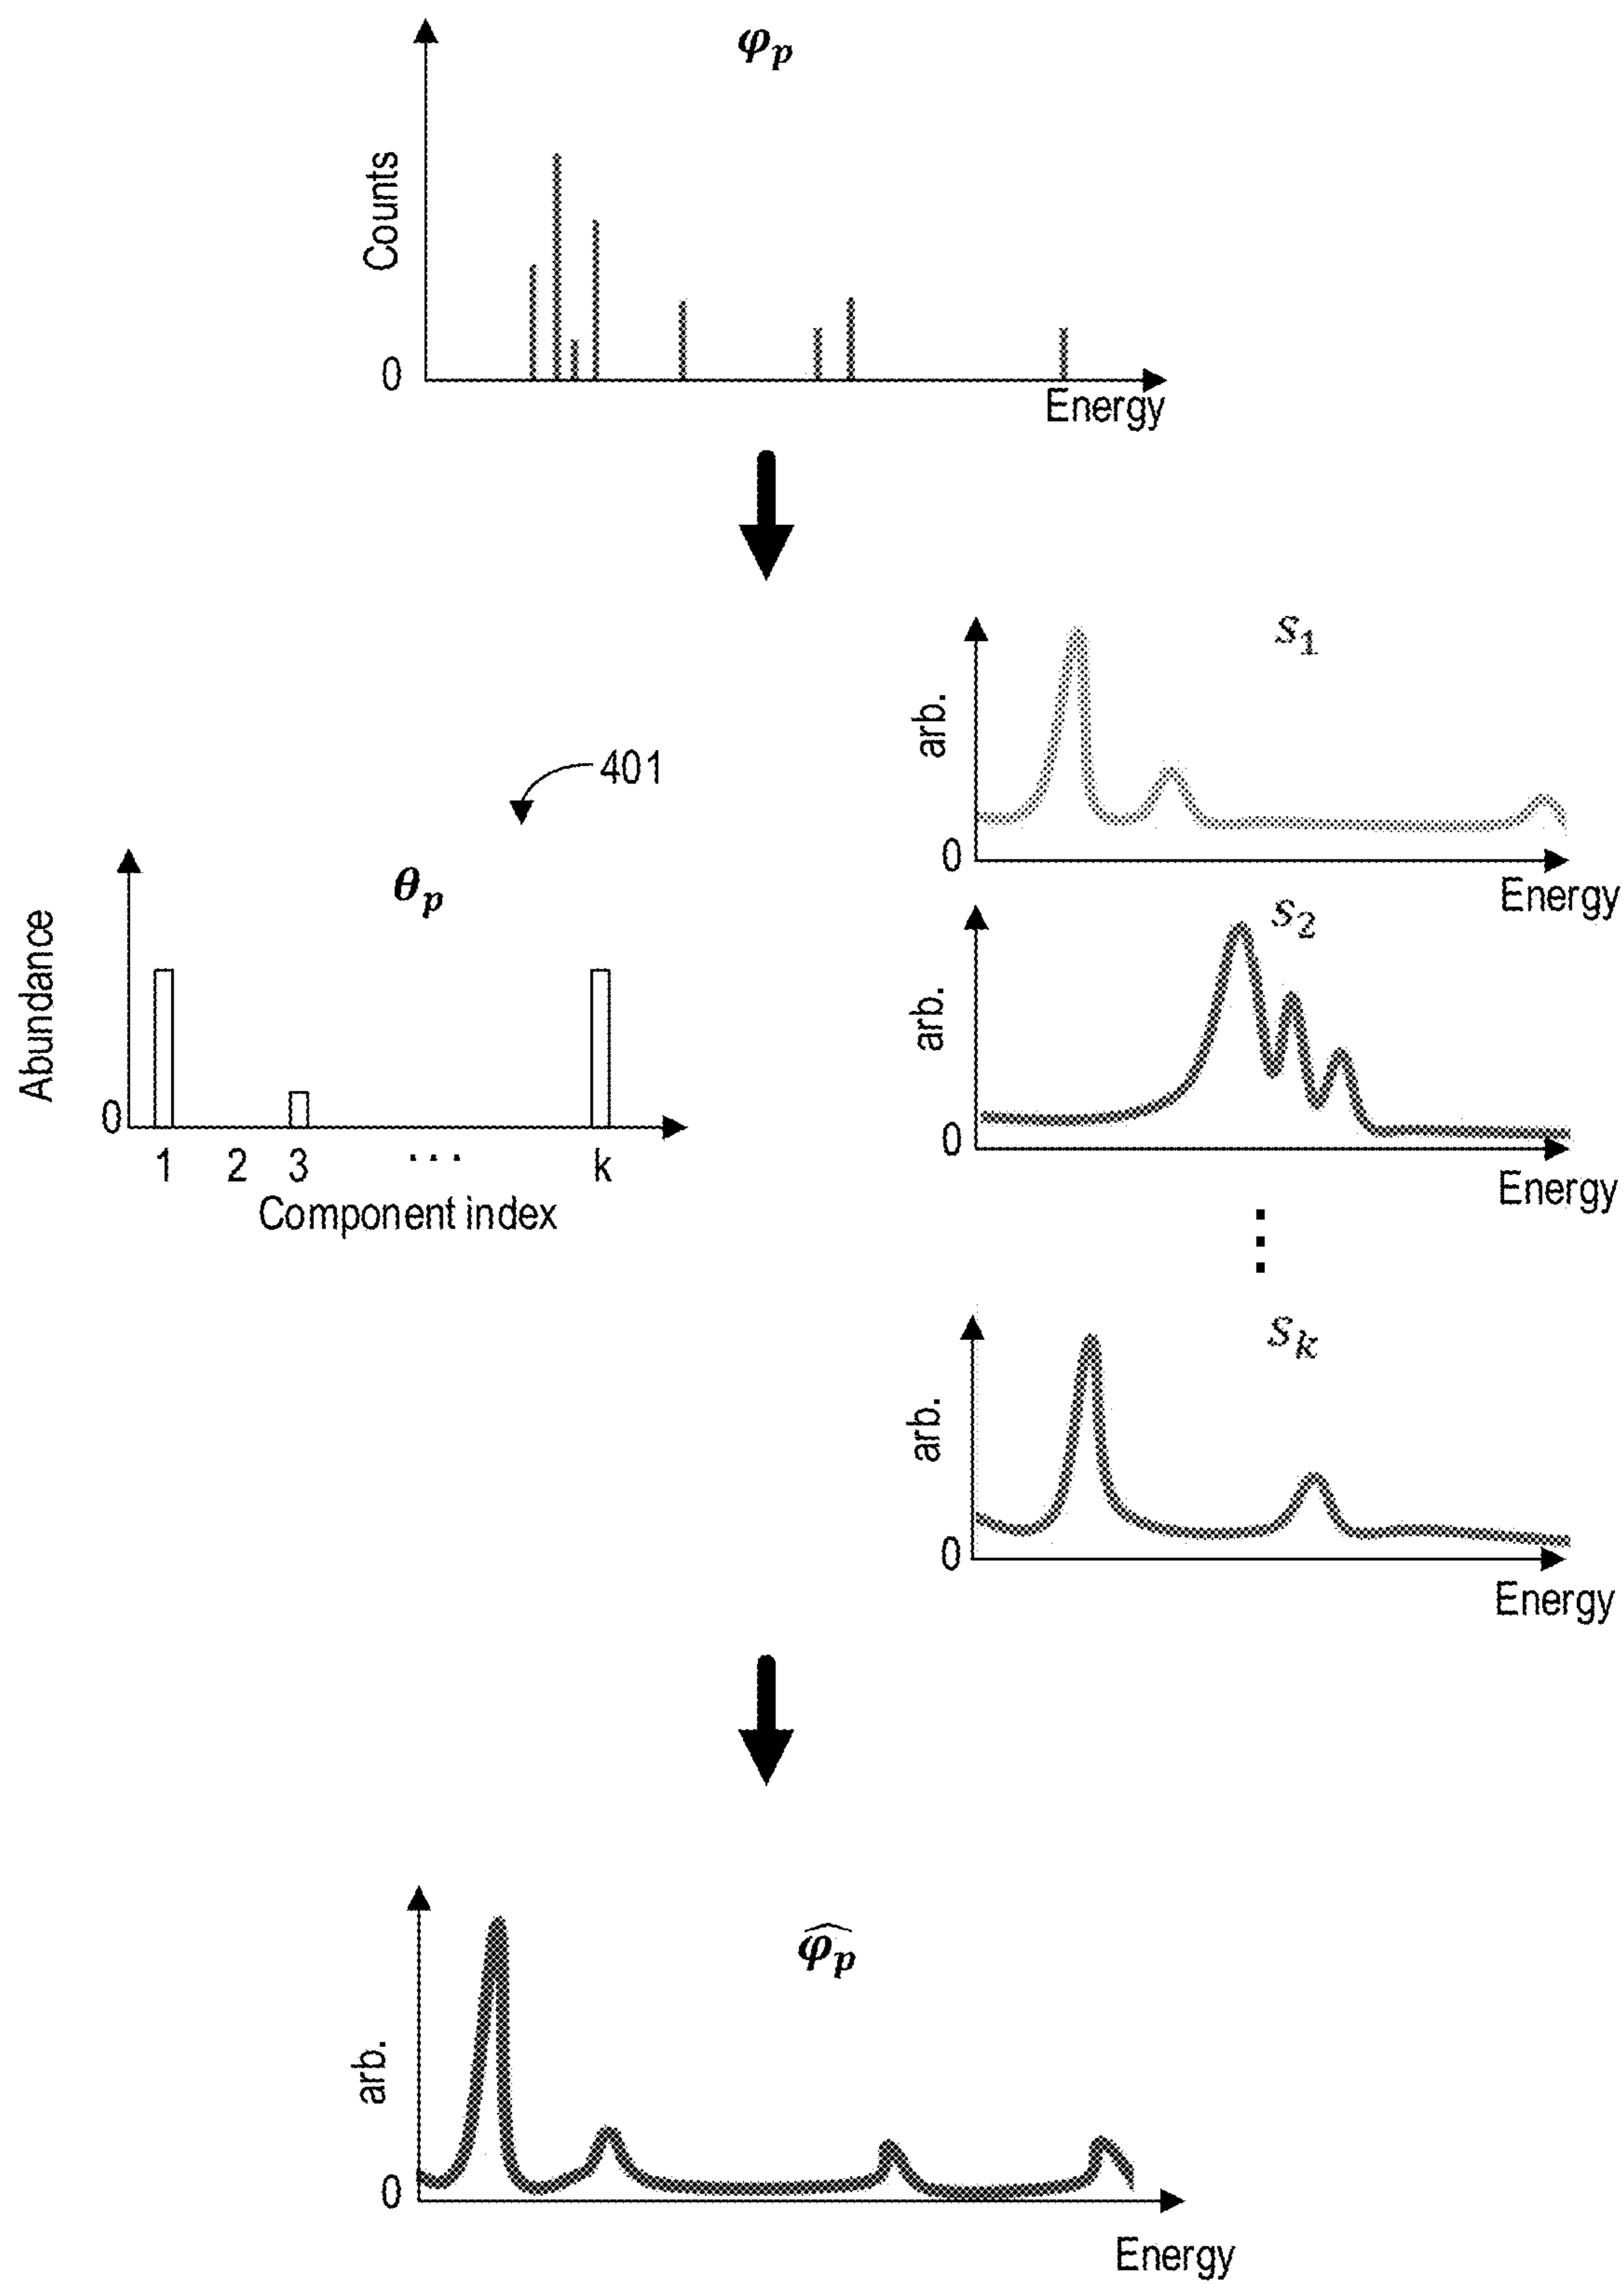 φₚ
Counts
0
Energy
s₁
arb.
0
Energy
401
θₚ
Abundance
0
1 2 3 ... k
Component index
s₂
arb.
0
Energy
⋮
sₖ
arb.
0
Energy
φₚ̂
arb.
0
Energy